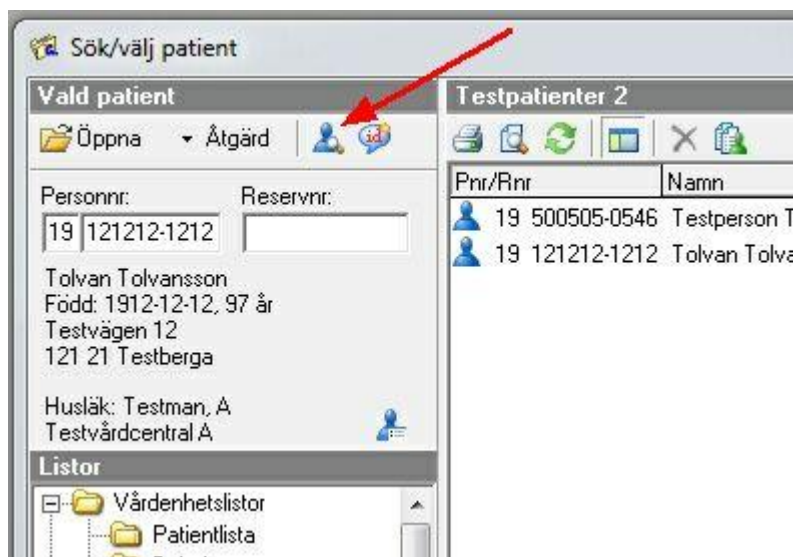 Sök/välj patient
Vald patient
Öppna
Åtgärd
id
Personnr:
Reservnr:
19 121212-1212
Tolvan Tolvansson
Född: 1912-12-12, 97 år
Testvägen 12
121 21 Testberga
Husläk: Testman, A
Testvårdcentral A
Listor
Vårdenhetslistor
Patientlista
Testpatienter 2
Pnr/Rnr
Namn
19 500505-0546 Testperson T
19 121212-1212 Tolvan Tolva